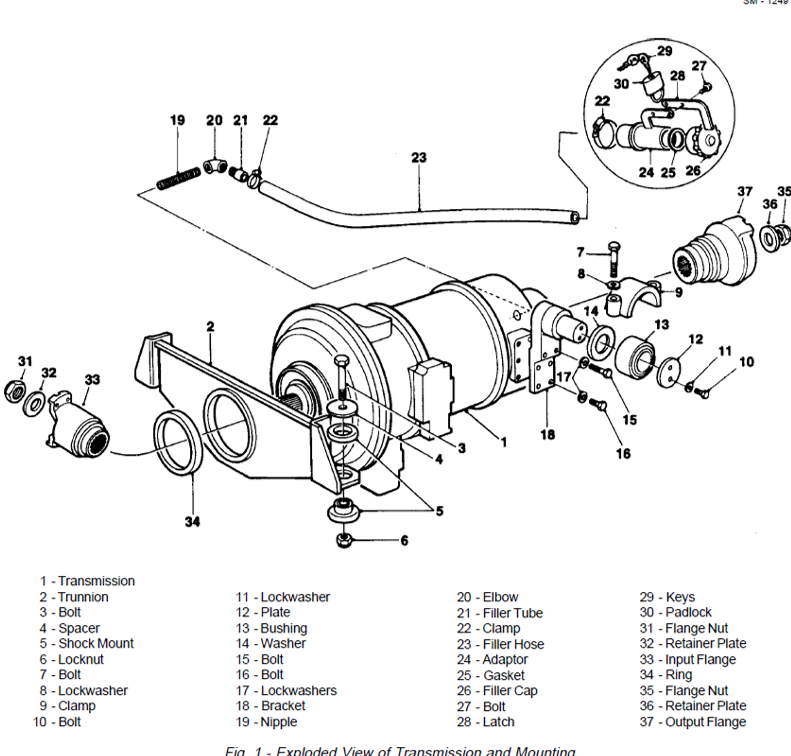 SM - 1249
29
27
30
28
22
20
21
22
19
23
24
25
26
37
36
35
7
8
9
14
13
12
11
10
2
31
32
33
17
15
18
16
3
1
4
34
5
6
1 - Transmission
2 - Trunnion
3 - Bolt
4 - Spacer
5 - Shock Mount
6 - Locknut
7 - Bolt
8 - Lockwasher
9 - Clamp
10 - Bolt
11 - Lockwasher
12 - Plate
13 - Bushing
14 - Washer
15 - Bolt
16 - Bolt
17 - Lockwashers
18 - Bracket
19 - Nipple
20 - Elbow
21 - Filler Tube
22 - Clamp
23 - Filler Hose
24 - Adaptor
25 - Gasket
26 - Filler Cap
27 - Bolt
28 - Latch
29 - Keys
30 - Padlock
31 - Flange Nut
32 - Retainer Plate
33 - Input Flange
34 - Ring
35 - Flange Nut
36 - Retainer Plate
37 - Output Flange
Fig. 1 - Exploded View of Transmission and Mounting